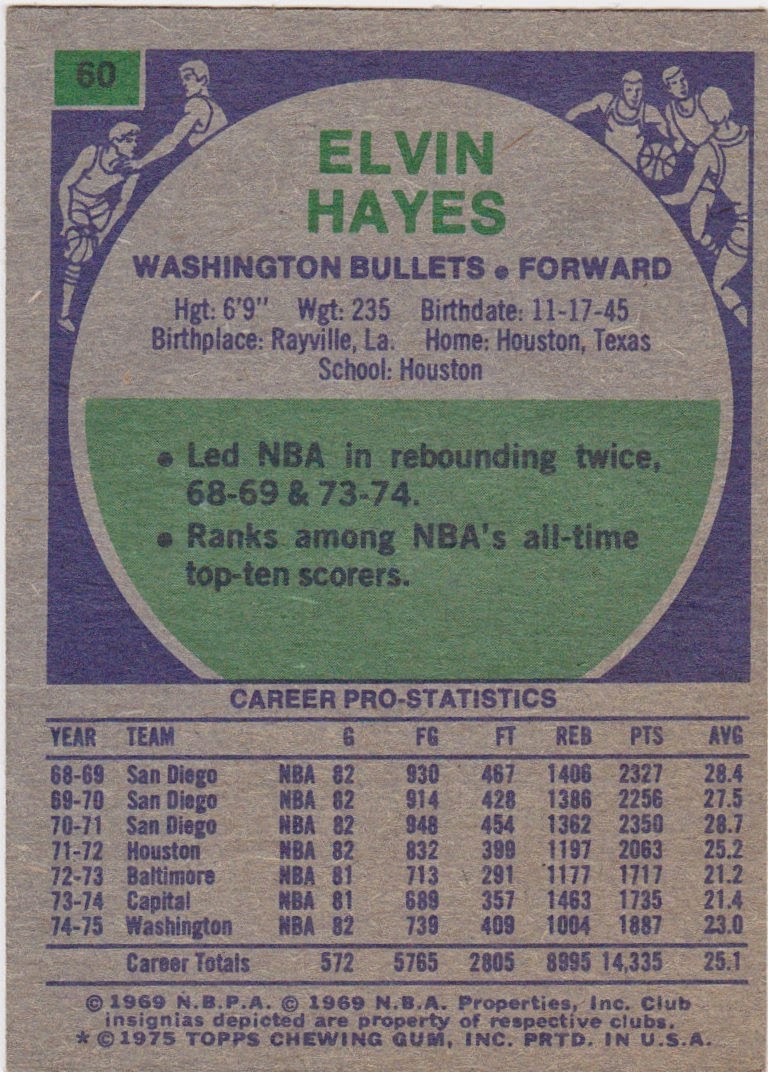 60
ELVIN
HAYES
WASHINGTON BULLETS • FORWARD
Hgt: 6'9" Wgt: 235 Birthdate: 11-17-45
Birthplace: Rayville, La. Home: Houston, Texas
School: Houston
• Led NBA in rebounding twice,
68-69 & 73-74.
• Ranks among NBA's all-time
top-ten scorers.
CAREER PRO-STATISTICS
YEAR TEAM G FG FT REB PTS AVG
68-69 San Diego NBA 82 930 467 1406 2327 28.4
69-70 San Diego NBA 82 914 428 1386 2256 27.5
70-71 San Diego NBA 82 948 454 1362 2350 28.7
71-72 Houston NBA 82 832 399 1197 2063 25.2
72-73 Baltimore NBA 81 713 291 1177 1717 21.2
73-74 Capital NBA 81 689 357 1463 1735 21.4
74-75 Washington NBA 82 739 409 1004 1887 23.0
Career Totals 572 5765 2805 8995 14,335 25.1
© 1969 N.B.P.A. © 1969 N.B.A. Properties, Inc. Club
insignias depicted are property of respective clubs.
* © 1975 TOPPS CHEWING GUM, INC. PRTD. IN U.S.A.